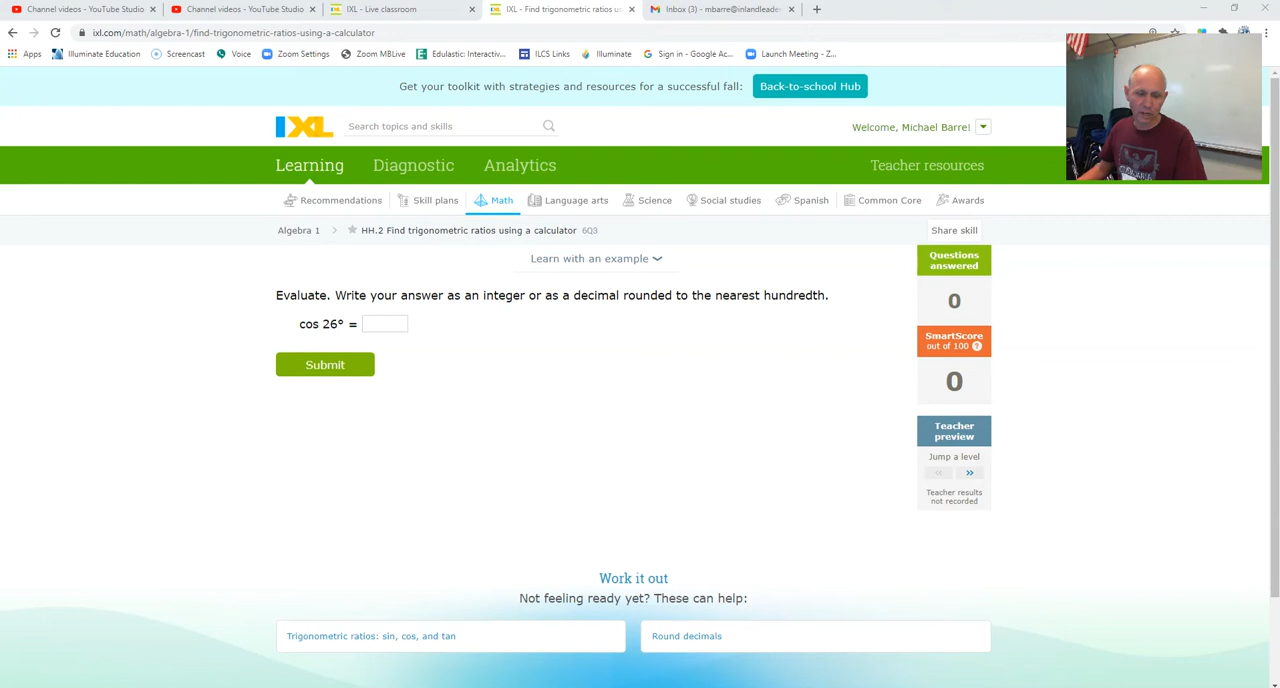 Channel videos - YouTube Studio
Channel videos - YouTube Studio
IXL - Live classroom
IXL - Find trigonometric ratios us
Inbox (3) - mbarre@inlandleade
ixl.com/math/algebra-1/find-trigonometric-ratios-using-a-calculator
Apps
Illuminate Education
Screencast
Voice
Zoom Settings
Zoom MBLive
Edulastic: Interactiv...
ILCS Links
Illuminate
Sign in - Google Ac...
Launch Meeting - Z...
Get your toolkit with strategies and resources for a successful fall:
Back-to-school Hub
IXL
Search topics and skills
Welcome, Michael Barre!
Learning
Diagnostic
Analytics
Teacher resources
Recommendations
Skill plans
Math
Language arts
Science
Social studies
Spanish
Common Core
Awards
Algebra 1 > HH.2 Find trigonometric ratios using a calculator 6Q3
Share skill
Learn with an example
Questions
answered
0
Evaluate. Write your answer as an integer or as a decimal rounded to the nearest hundredth.
cos 26° =
Submit
SmartScore
out of 100 ?
0
Teacher
preview
Jump a level
<< >>
Teacher results
not recorded
Work it out
Not feeling ready yet? These can help:
Trigonometric ratios: sin, cos, and tan
Round decimals